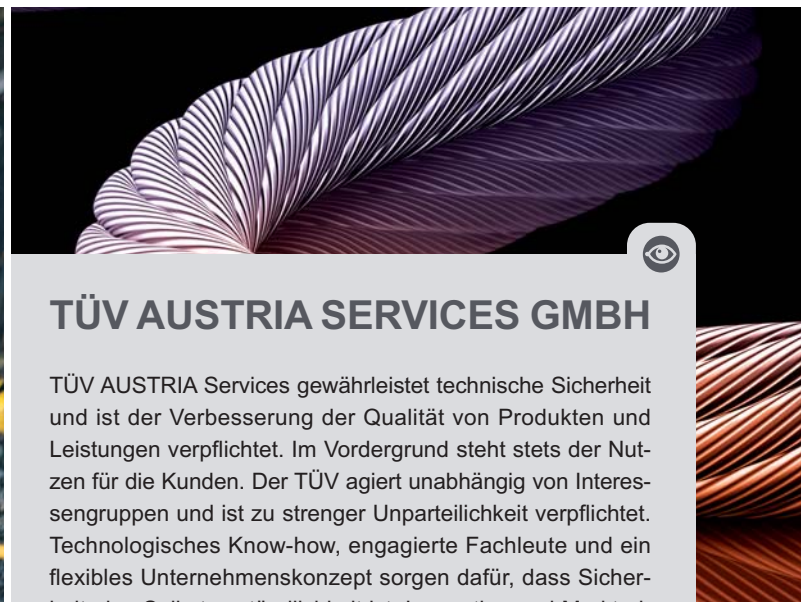 TÜV AUSTRIA SERVICES GMBH
TÜV AUSTRIA Services gewährleistet technische Sicherheit
und ist der Verbesserung der Qualität von Produkten und
Leistungen verpflichtet. Im Vordergrund steht stets der Nut-
zen für die Kunden. Der TÜV agiert unabhängig von Interes-
sengruppen und ist zu strenger Unparteilichkeit verpflichtet.
Technologisches Know-how, engagierte Fachleute und ein
flexibles Unternehmenskonzept sorgen dafür, dass Sicher-